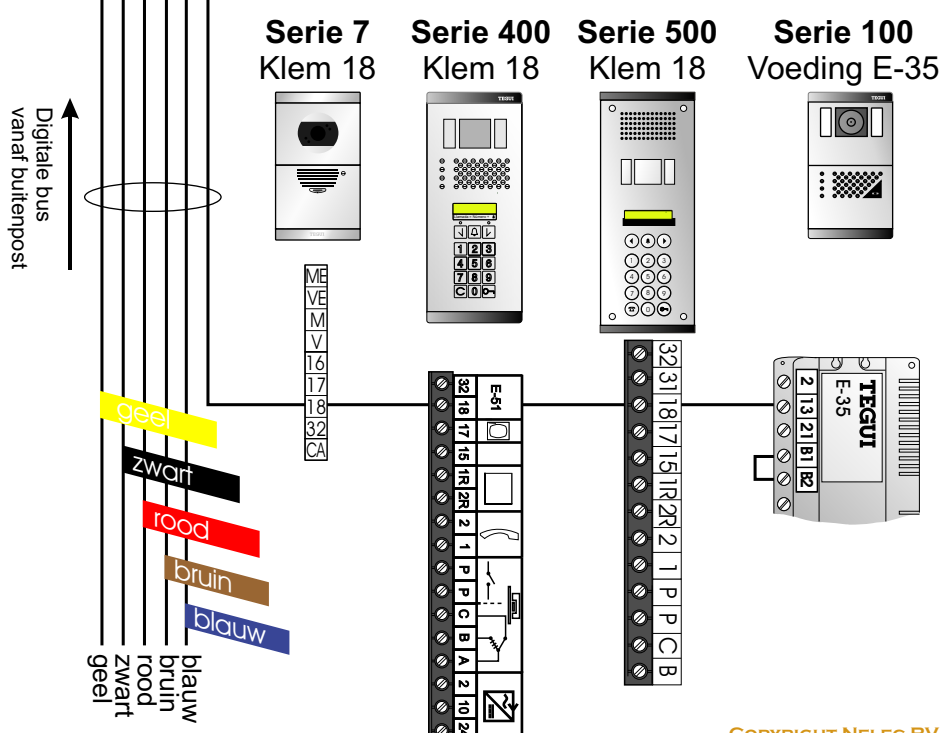 Serie 7
Klem 18
Serie 400
Klem 18
Serie 500
Klem 18
Serie 100
Voeding E-35
Digitale bus
vanaf buitenpost
TEGUI
TEGUI
TEGUI
TEGUI
1 2 3
4 5 6
7 8 9
C 0
1 2 3
4 5 6
7 8 9
0
ME
VE
M
V
16
17
18
32
CA
32
18
17
15
1R
2R
2
1
P
P
C
B
A
2
10
24
E-51
32
31
18
17
15
1R
2R
2
1
P
P
C
B
2
13
21
B1
B2
E-35
TEGUI
geel
zwart
rood
bruin
blauw
geel
zwart
rood
bruin
blauw
COPYRIGHT NELEC BV